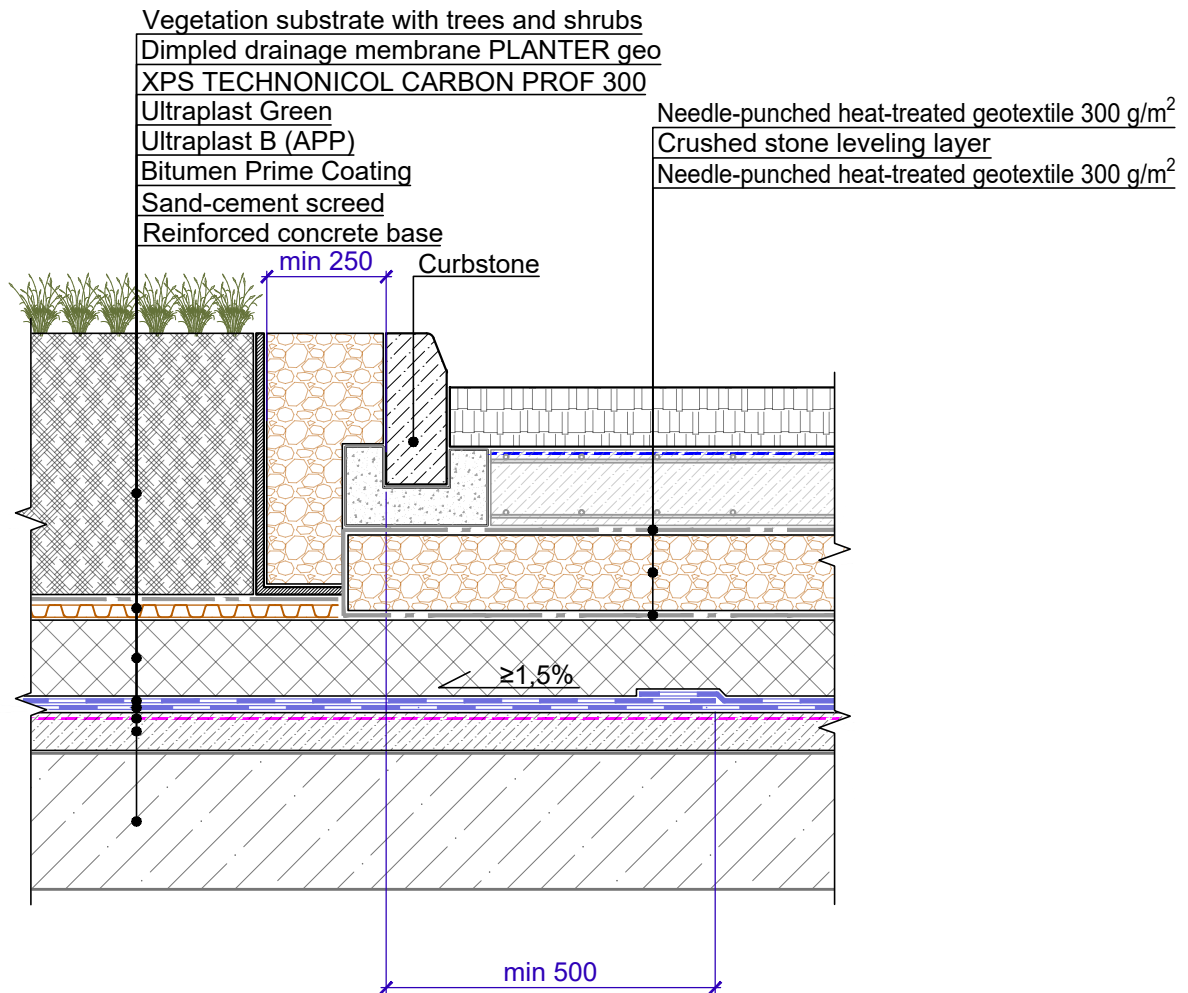 Vegetation substrate with trees and shrubs
Dimpled drainage membrane PLANTER geo
XPS TECHNONICOL CARBON PROF 300
Ultraplast Green
Ultraplast B (APP)
Bitumen Prime Coating
Sand-cement screed
Reinforced concrete base
Needle-punched heat-treated geotextile 300 g/m²
Crushed stone leveling layer
Needle-punched heat-treated geotextile 300 g/m²
min 250
Curbstone
≥1,5%
min 500